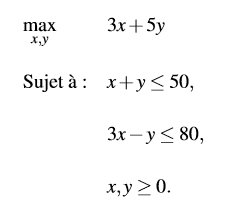 max 3x + 5y
x,y
Sujet à : x + y ≤ 50,
3x − y ≤ 80,
x, y ≥ 0.